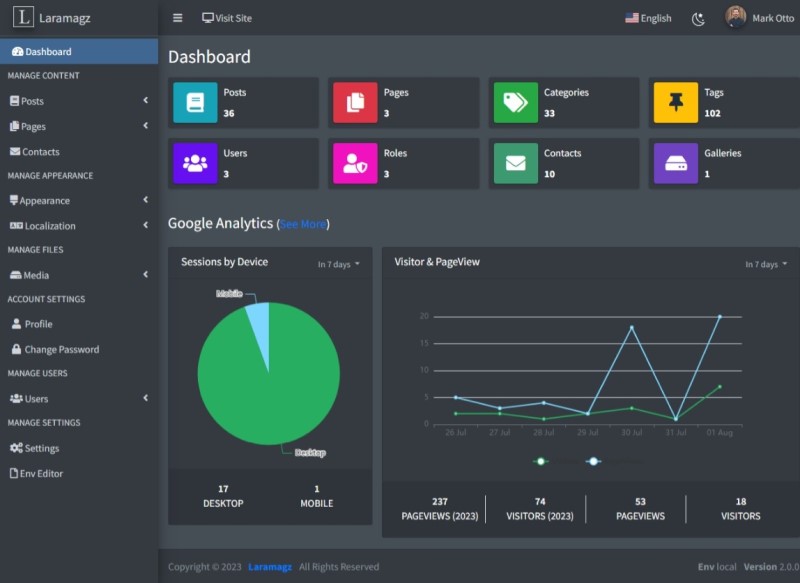 L Laramagz
Visit Site
English
Mark Otto
Dashboard
MANAGE CONTENT
Posts
Pages
Contacts
MANAGE APPEARANCE
Appearance
Localization
MANAGE FILES
Media
ACCOUNT SETTINGS
Profile
Change Password
MANAGE USERS
Users
MANAGE SETTINGS
Settings
Env Editor
Dashboard
Posts
36
Pages
3
Categories
33
Tags
102
Users
3
Roles
3
Contacts
10
Galleries
1
Google Analytics (See More)
Sessions by Device
In 7 days
Mobile
Desktop
17
DESKTOP
1
MOBILE
Visitor & PageView
In 7 days
20
15
10
5
0
26 Jul 27 Jul 28 Jul 29 Jul 30 Jul 31 Jul 01 Aug
237
PAGEVIEWS (2023)
74
VISITORS (2023)
53
PAGEVIEWS
18
VISITORS
Copyright © 2023 Laramagz All Rights Reserved
Env local Version 2.0.0